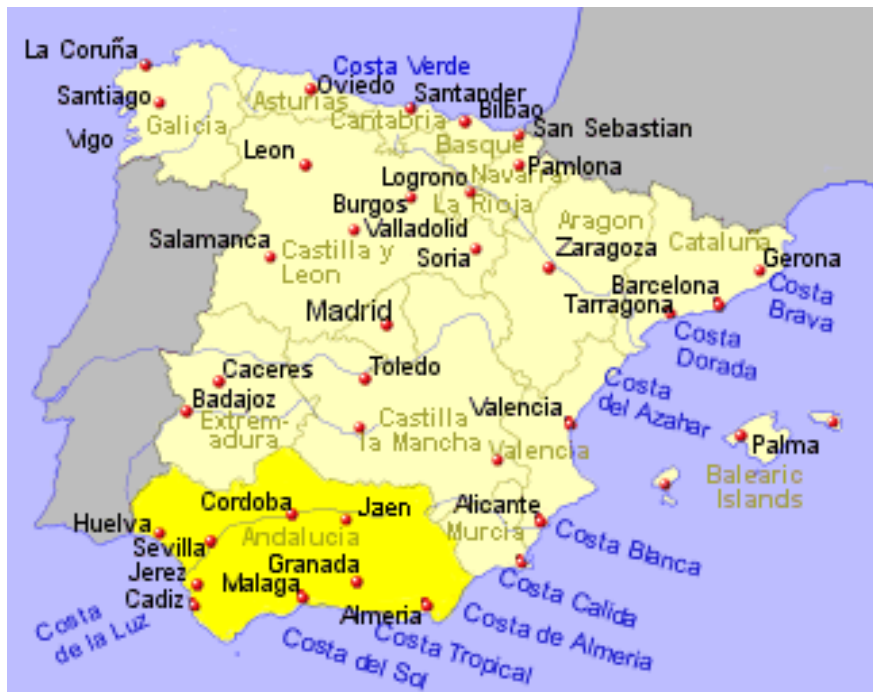 La Coruña
Costa Verde
Oviedo
Santander
Santiago
Asturias
Cantabria
Bilbao
San Sebastian
Vigo
Galicia
Basque
Leon
Pamlona
Navarra
Logrono
Burgos
La Rioja
Aragon
Valladolid
Salamanca
Castilla y
Leon
Soria
Zaragoza
Cataluña
Gerona
Barcelona
Tarragona
Costa
Brava
Madrid
Costa
Dorada
Caceres
Toledo
Costa
del Azahar
Badajoz
Valencia
Extrem-
adura
Castilla
la Mancha
Valencia
Palma
Balearic
Islands
Cordoba
Jaen
Alicante
Huelva
Andalucia
Murcia
Sevilla
Costa Blanca
Jerez
Granada
Malaga
Cadiz
Almeria
Costa Calida
Costa
de la Luz
Costa de Almeria
Costa Tropical
Costa del Sol